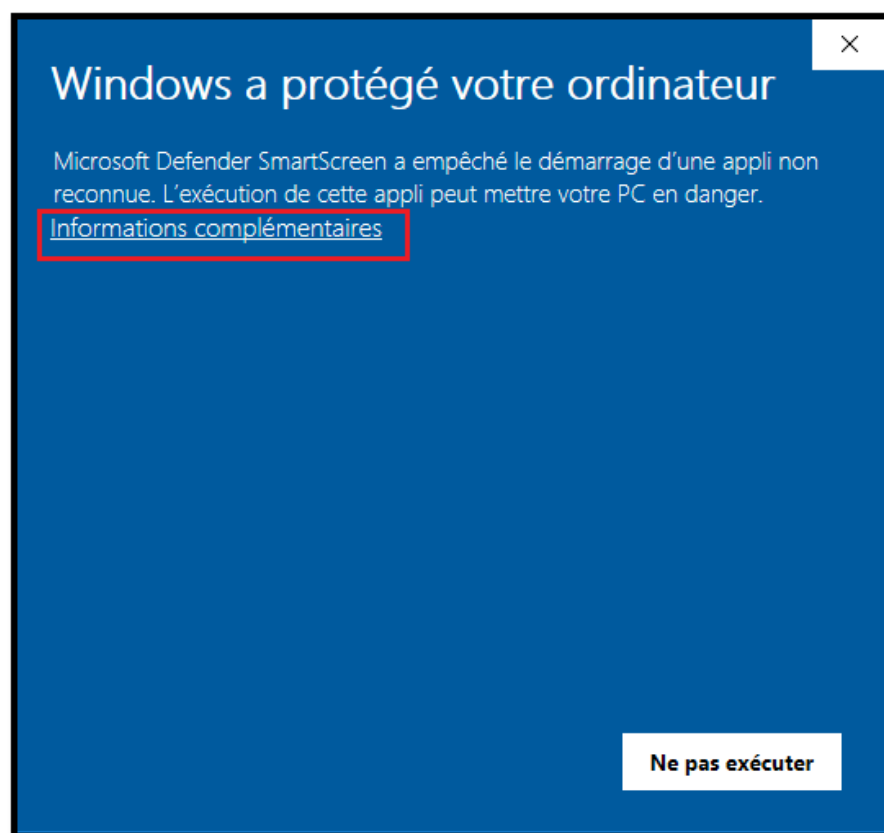 Windows a protégé votre ordinateur
Microsoft Defender SmartScreen a empêché le démarrage d’une appli non
reconnue. L’exécution de cette appli peut mettre votre PC en danger.
Informations complémentaires
Ne pas exécuter